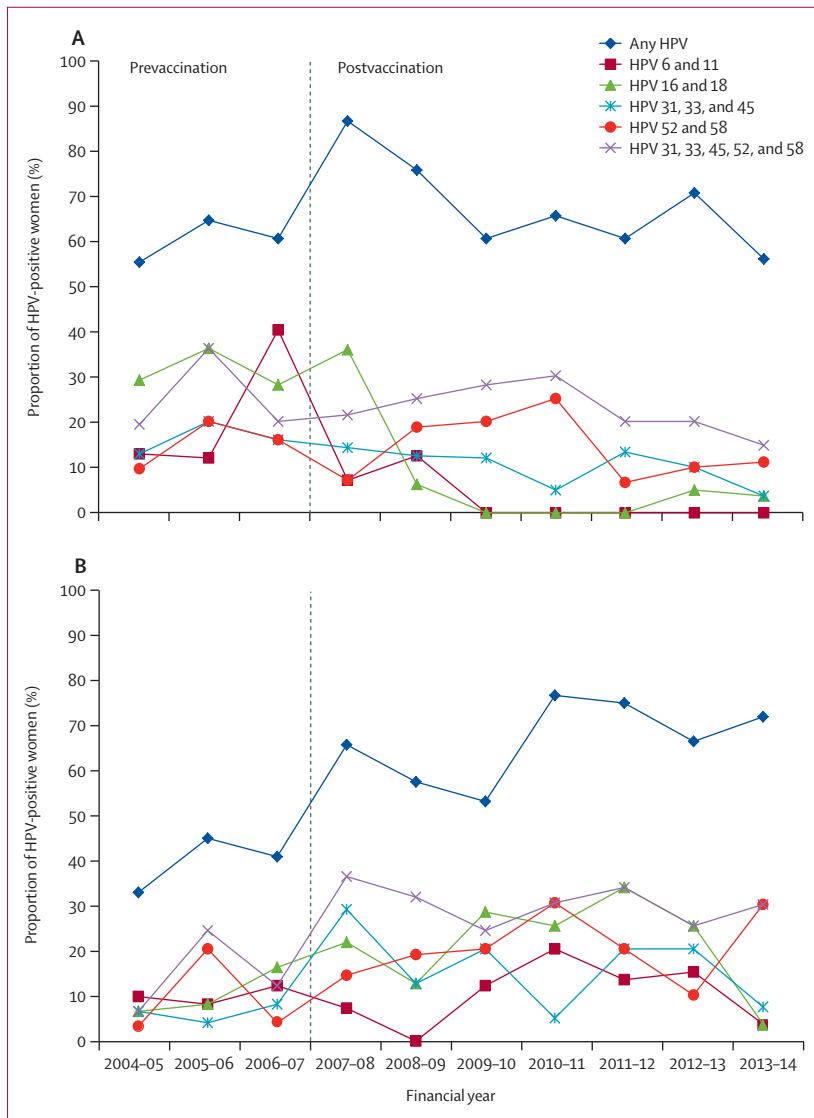 A
Prevaccination
Postvaccination
Any HPV
HPV 6 and 11
HPV 16 and 18
HPV 31, 33, and 45
HPV 52 and 58
HPV 31, 33, 45, 52, and 58
100
90
80
70
60
50
40
30
20
10
0
Proportion of HPV-positive women (%)
B
100
90
80
70
60
50
40
30
20
10
0
Proportion of HPV-positive women (%)
2004–05 2005–06 2006–07 2007–08 2008–09 2009–10 2010–11 2011–12 2012–13 2013–14
Financial year